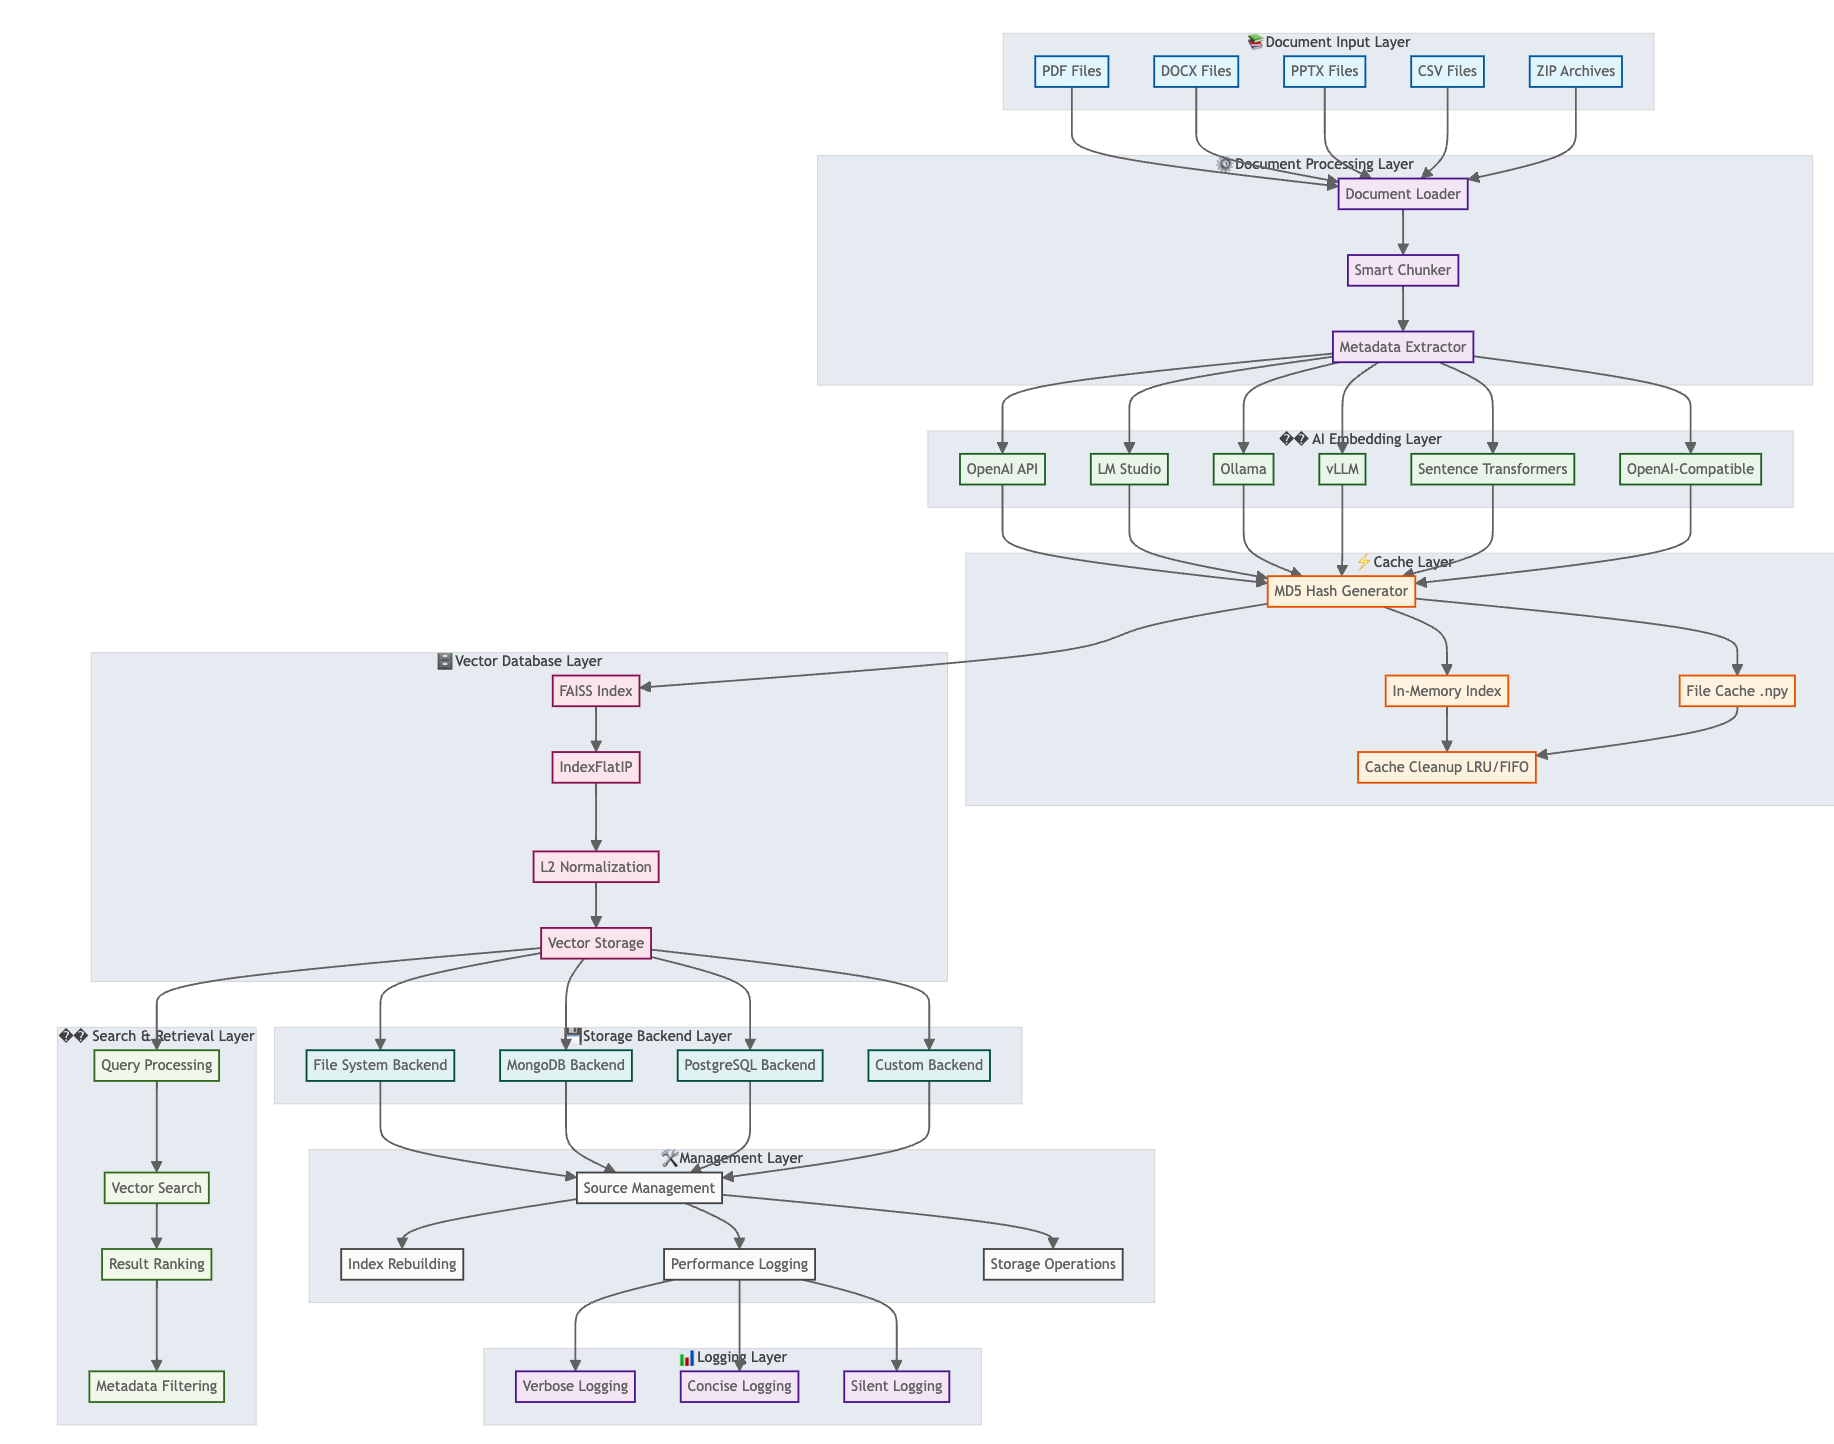 📚Document Input Layer
PDF Files
DOCX Files
PPTX Files
CSV Files
ZIP Archives
⚙️Document Processing Layer
Document Loader
Smart Chunker
Metadata Extractor
�� AI Embedding Layer
OpenAI API
LM Studio
Ollama
vLLM
Sentence Transformers
OpenAI-Compatible
⚡Cache Layer
MD5 Hash Generator
In-Memory Index
File Cache .npy
Cache Cleanup LRU/FIFO
🗄️Vector Database Layer
FAISS Index
IndexFlatIP
L2 Normalization
Vector Storage
�� Search & Retrieval Layer
Query Processing
Vector Search
Result Ranking
Metadata Filtering
💾Storage Backend Layer
File System Backend
MongoDB Backend
PostgreSQL Backend
Custom Backend
🛠️Management Layer
Source Management
Index Rebuilding
Performance Logging
Storage Operations
📊Logging Layer
Verbose Logging
Concise Logging
Silent Logging